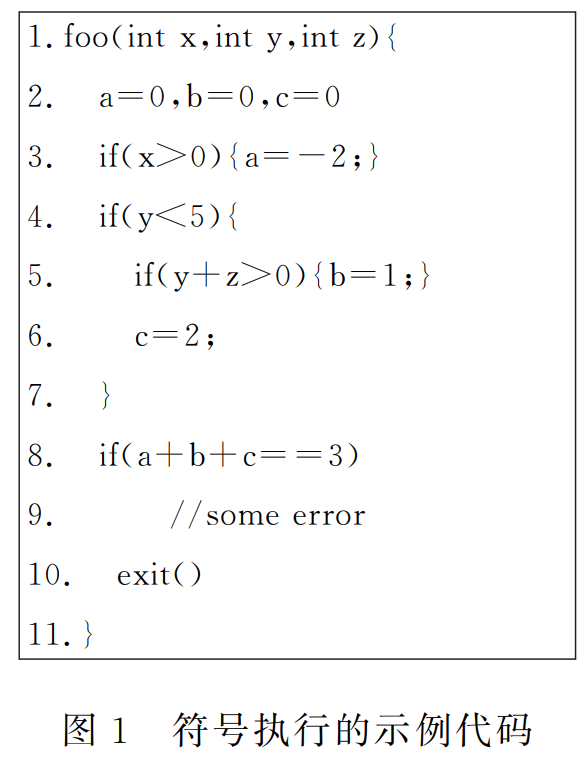 1.foo(int x,int y,int z){
2. a=0,b=0,c=0
3. if(x>0){a=-2;}
4. if(y<5){
5. if(y+z>0){b=1;}
6. c=2;
7. }
8. if(a+b+c==3)
9. //some error
10. exit()
11.}
图 1 符号执行的示例代码